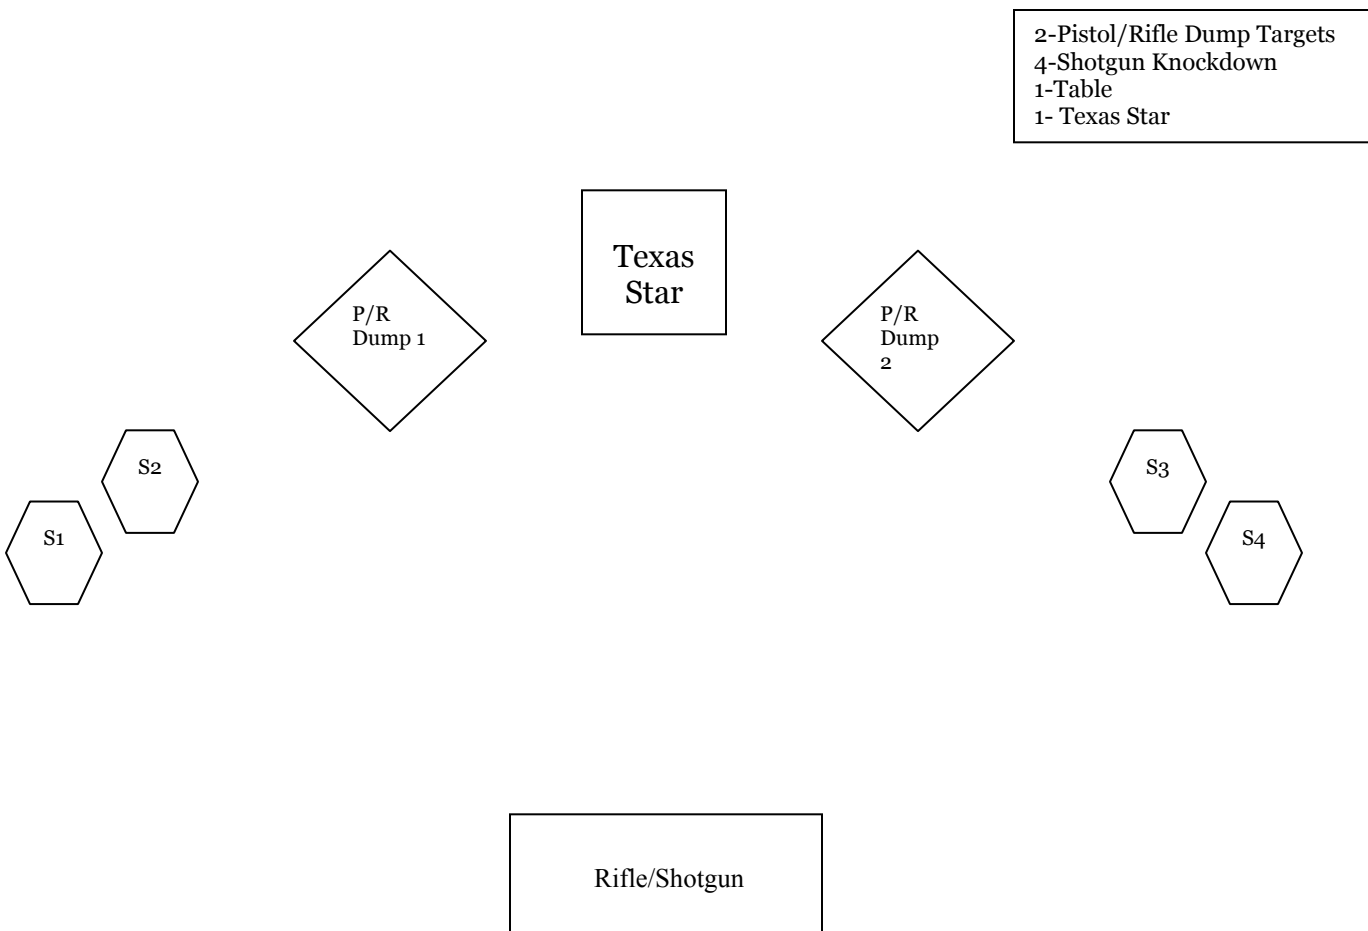 2-Pistol/Rifle Dump Targets
4-Shotgun Knockdown
1-Table
1- Texas Star
Texas
Star
P/R
Dump 1
P/R
Dump
2
S2
S1
S3
S4
Rifle/Shotgun